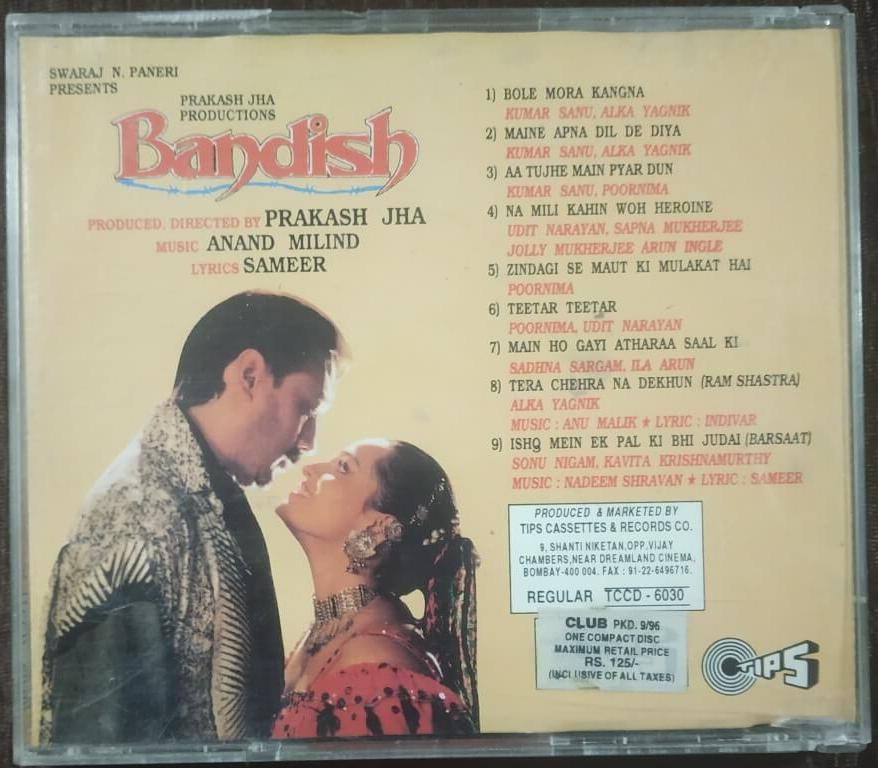 SWARAJ N. PANERI
PRESENTS
PRAKASH JHA
PRODUCTIONS
Bandish
PRODUCED, DIRECTED BY PRAKASH JHA
MUSIC ANAND MILIND
LYRICS SAMEER
1) BOLE MORA KANGNA
KUMAR SANU, ALKA YAGNIK
2) MAINE APNA DIL DE DIYA
KUMAR SANU, ALKA YAGNIK
3) AA TUJHE MAIN PYAR DUN
KUMAR SANU, POORNIMA
4) NA MILI KAHIN WOH HEROINE
UDIT NARAYAN, SAPNA MUKHERJEE
JOLLY MUKHERJEE ARUN INGLE
5) ZINDAGI SE MAUT KI MULAKAT HAI
POORNIMA
6) TEETAR TEETAR
POORNIMA, UDIT NARAYAN
7) MAIN HO GAYI ATHARAA SAAL KI
SADHNA SARGAM, ILA ARUN
8) TERA CHEHRA NA DEKHUN (RAM SHASTRA)
ALKA YAGNIK
MUSIC : ANU MALIK ★ LYRIC : INDIVAR
9) ISHQ MEIN EK PAL KI BHI JUDAI (BARSAAT)
SONU NIGAM, KAVITA KRISHNAMURTHY
MUSIC : NADEEM SHRAVAN ★ LYRIC : SAMEER
PRODUCED & MARKETED BY
TIPS CASSETTES & RECORDS CO.
9, SHANTI NIKETAN,OPP.VIJAY
CHAMBERS,NEAR DREAMLAND CINEMA,
BOMBAY-400 004. FAX : 91-22-6496716.
REGULAR TCCD - 6030
CLUB PKD. 9/96
ONE COMPACT DISC
MAXIMUM RETAIL PRICE
RS. 125/-
(INCLUSIVE OF ALL TAXES)
TIPS